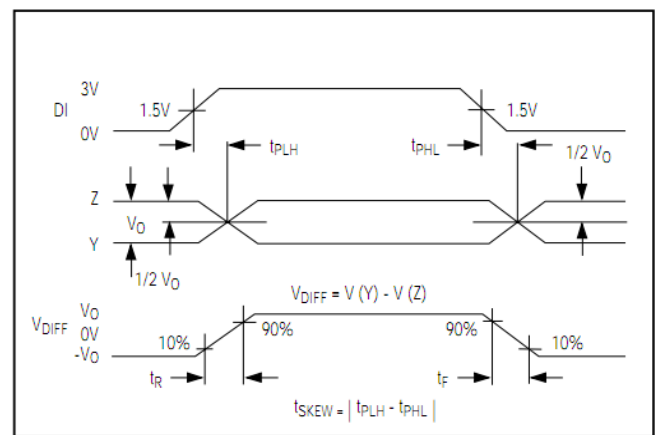 3V
DI
1.5V
1.5V
0V
tPLH
tPHL
1/2 VO
Z
VO
Y
1/2 VO
VDIFF = V (Y) - V (Z)
VO
VDIFF
0V
-VO
10%
90%
90%
10%
tR
tF
tSKEW = | tPLH - tPHL |